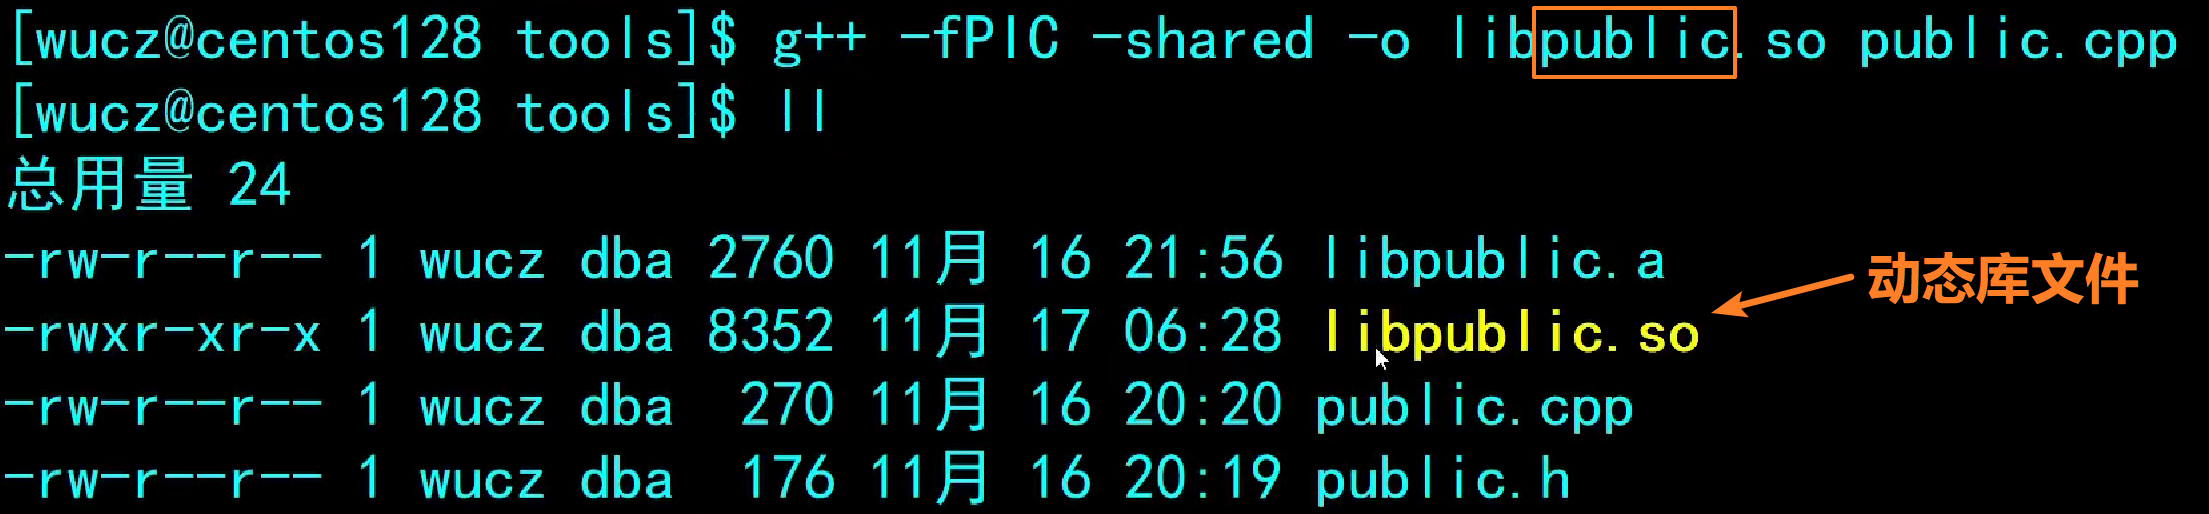 [wucz@centos128 tools]$ g++ -fPIC -shared -o libpublic.so public.cpp
[wucz@centos128 tools]$ ll
总用量 24
-rw-r--r-- 1 wucz dba 2760 11月 16 21:56 libpublic.a
-rwxr-xr-x 1 wucz dba 8352 11月 17 06:28 libpublic.so
动态库文件
-rw-r--r-- 1 wucz dba  270 11月 16 20:20 public.cpp
-rw-r--r-- 1 wucz dba  176 11月 16 20:19 public.h